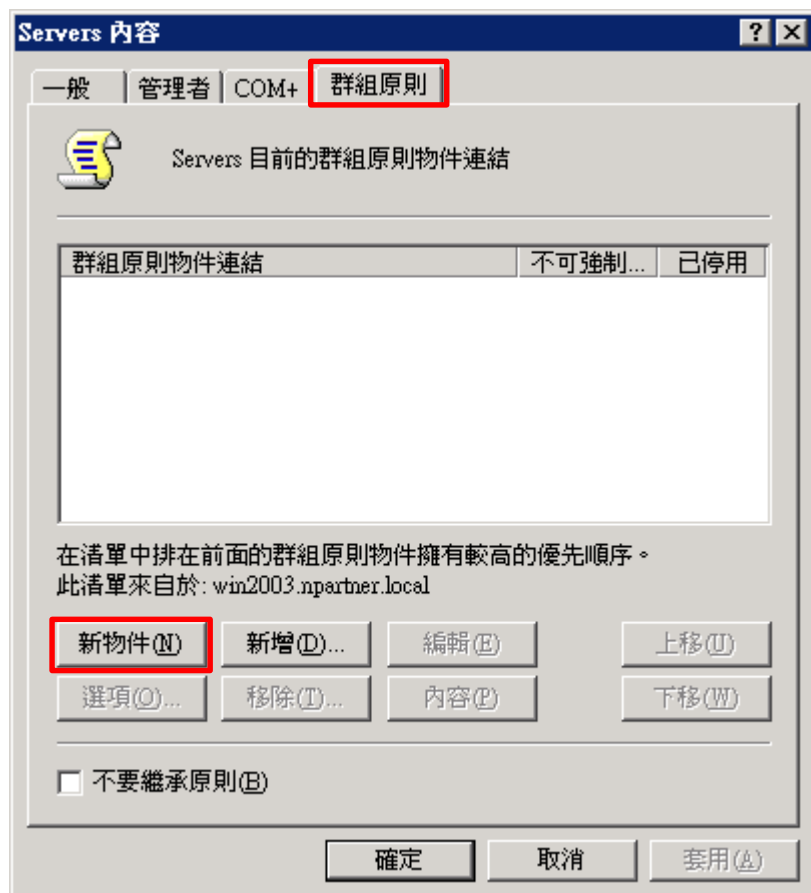 Servers 內容
一般 管理者 COM+ 群組原則
Servers 目前的群組原則物件連結
群組原則物件連結 不可強制... 已停用
在清單中排在前面的群組原則物件擁有較高的優先順序。
此清單來自於: win2003.npartner.local
新物件(N) 新增(D)... 編輯(E) 上移(U)
選項(O)... 移除(T)... 內容(P) 下移(W)
不要繼承原則(B)
確定 取消 套用(A)